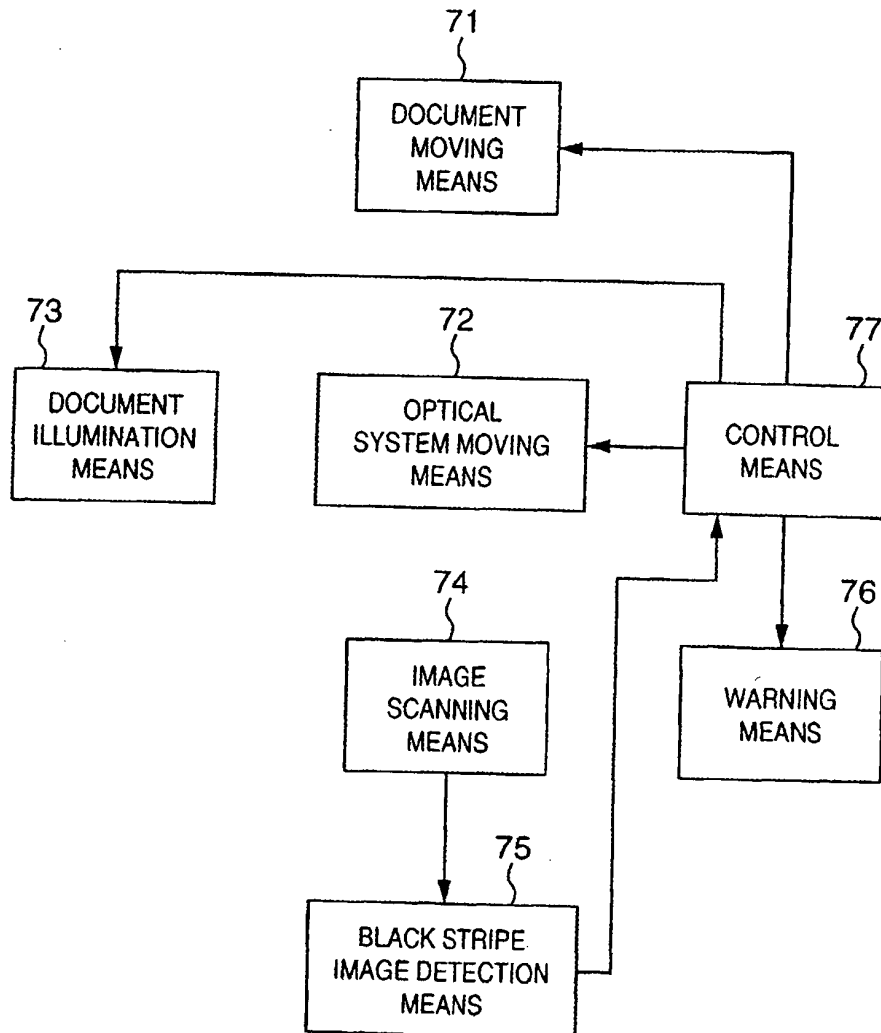 71
DOCUMENT
MOVING
MEANS
73
DOCUMENT
ILLUMINATION
MEANS
72
OPTICAL
SYSTEM MOVING
MEANS
77
CONTROL
MEANS
74
IMAGE
SCANNING
MEANS
76
WARNING
MEANS
75
BLACK STRIPE
IMAGE DETECTION
MEANS